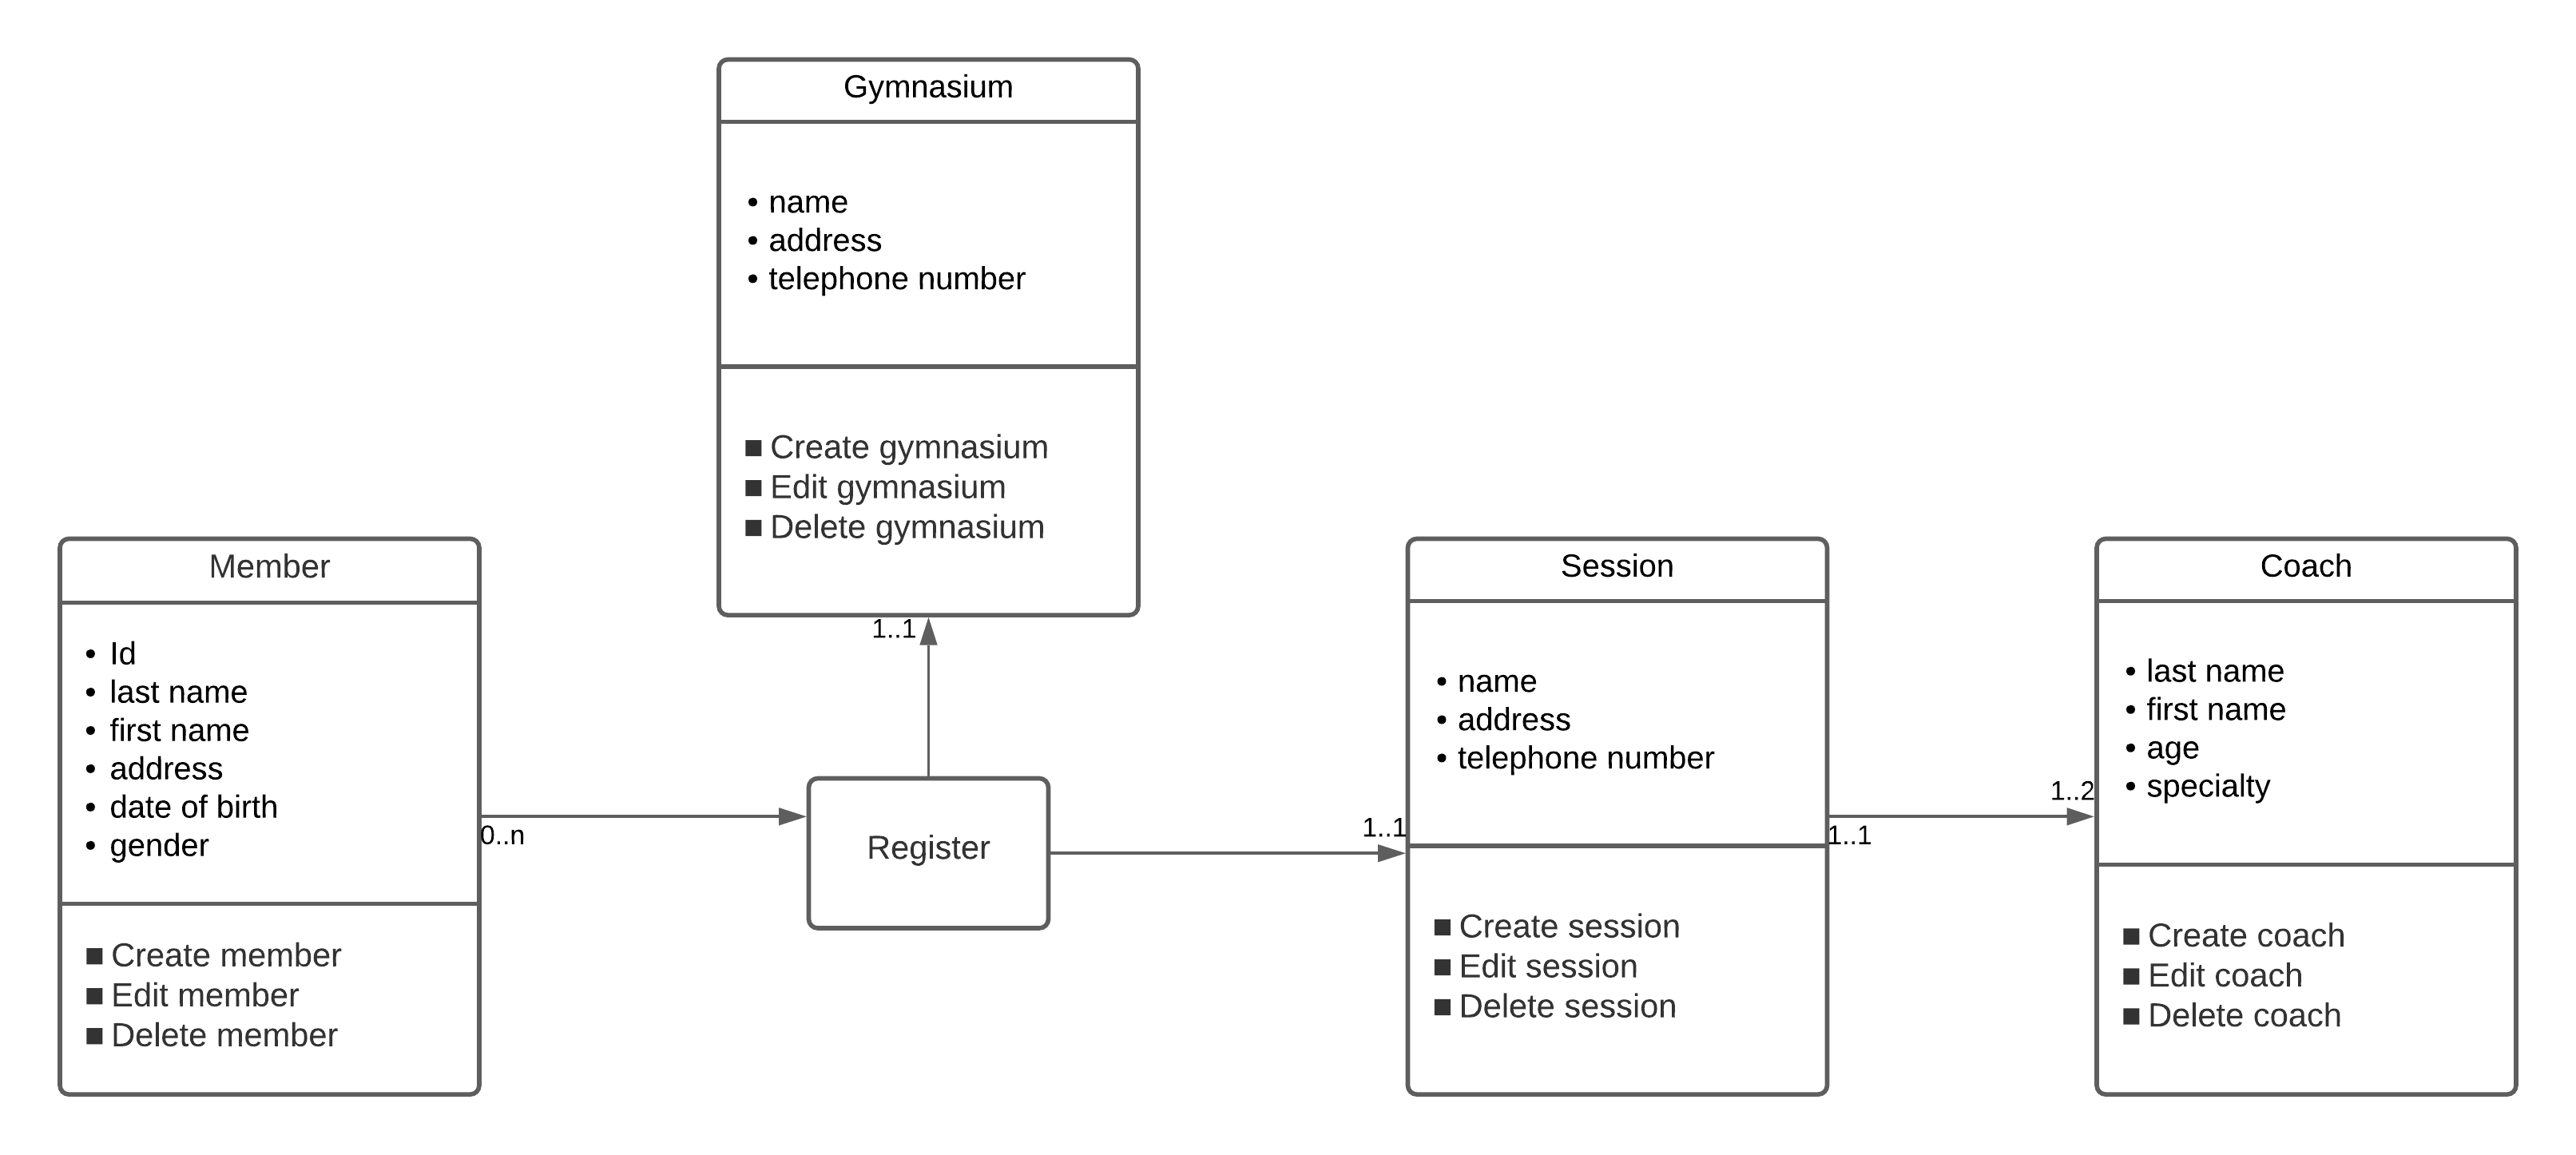 Gymnasium
• name
• address
• telephone number
■ Create gymnasium
■ Edit gymnasium
■ Delete gymnasium
1..1
Member
• Id
• last name
• first name
• address
• date of birth
• gender
■ Create member
■ Edit member
■ Delete member
0..n
Register
1..1
Session
• name
• address
• telephone number
■ Create session
■ Edit session
■ Delete session
1..1
1..2
Coach
• last name
• first name
• age
• specialty
■ Create coach
■ Edit coach
■ Delete coach